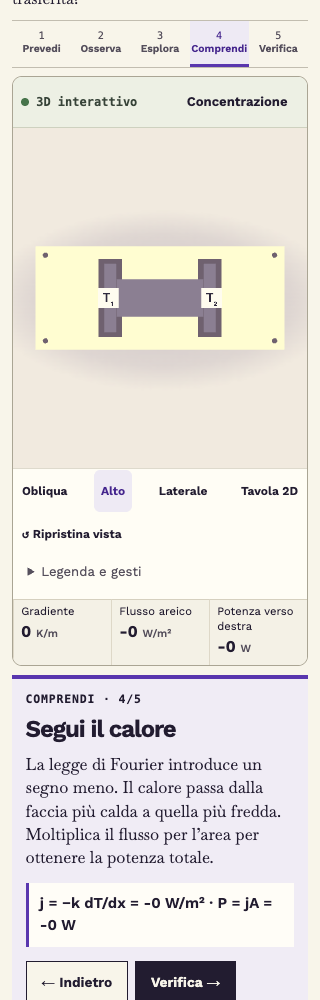 trasferita?
1 2 3 4 5
Prevedi Osserva Esplora Comprendi Verifica
3D interattivo Concentrazione
T₁ T₂
Obliqua Alto Laterale Tavola 2D
↺ Ripristina vista
▶ Legenda e gesti
Gradiente Flusso areico Potenza verso
destra
0 K/m -0 W/m²
-0 W
COMPRENDI · 4/5
Segui il calore
La legge di Fourier introduce un
segno meno. Il calore passa dalla
faccia più calda a quella più fredda.
Moltiplica il flusso per l’area per
ottenere la potenza totale.
j = −k dT/dx = -0 W/m² · P = jA =
-0 W
← Indietro Verifica →